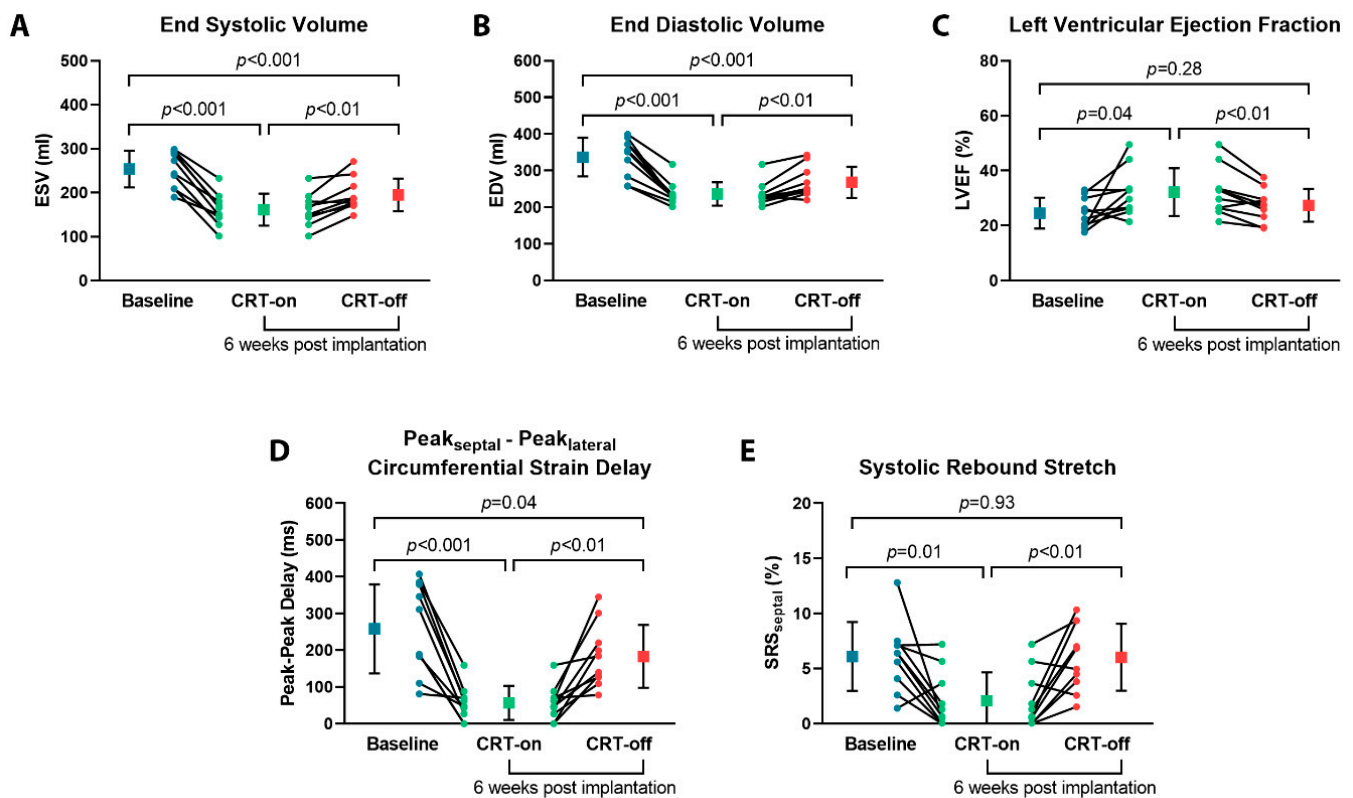 A
End Systolic Volume
500
400
300
200
100
0
ESV (ml)
p<0.001
p<0.001
p<0.01
Baseline
CRT-on
CRT-off
6 weeks post implantation
B
End Diastolic Volume
600
500
400
300
200
100
0
EDV (ml)
p<0.001
p<0.001
p<0.01
Baseline
CRT-on
CRT-off
6 weeks post implantation
C
Left Ventricular Ejection Fraction
80
60
40
20
0
LVEF (%)
p=0.28
p=0.04
p<0.01
Baseline
CRT-on
CRT-off
6 weeks post implantation
D
Peakseptal - Peaklateral
Circumferential Strain Delay
600
500
400
300
200
100
0
Peak-Peak Delay (ms)
p=0.04
p<0.001
p<0.01
Baseline
CRT-on
CRT-off
6 weeks post implantation
E
Systolic Rebound Stretch
20
15
10
5
0
SRSseptal (%)
p=0.93
p=0.01
p<0.01
Baseline
CRT-on
CRT-off
6 weeks post implantation